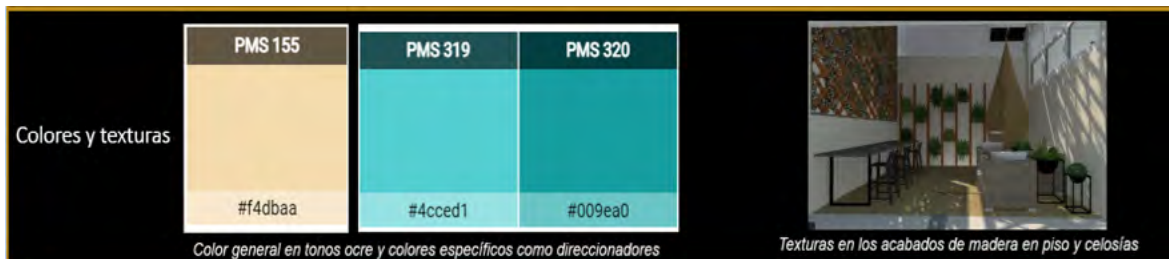 Colores y texturas
PMS 155
PMS 319
PMS 320
#f4dbaa
#4cced1
#009ea0
Color general en tonos ocre y colores específicos como direccionadores
Texturas en los acabados de madera en piso y celosías